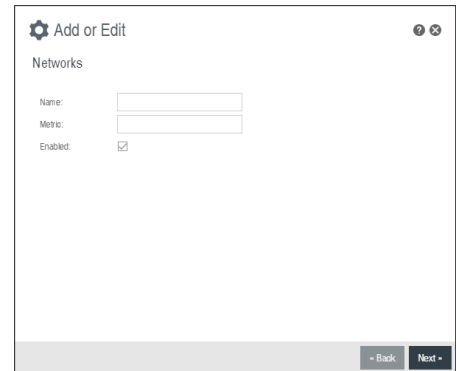 Add or Edit
Networks
Name:
Metric:
Enabled:
« Back
Next »